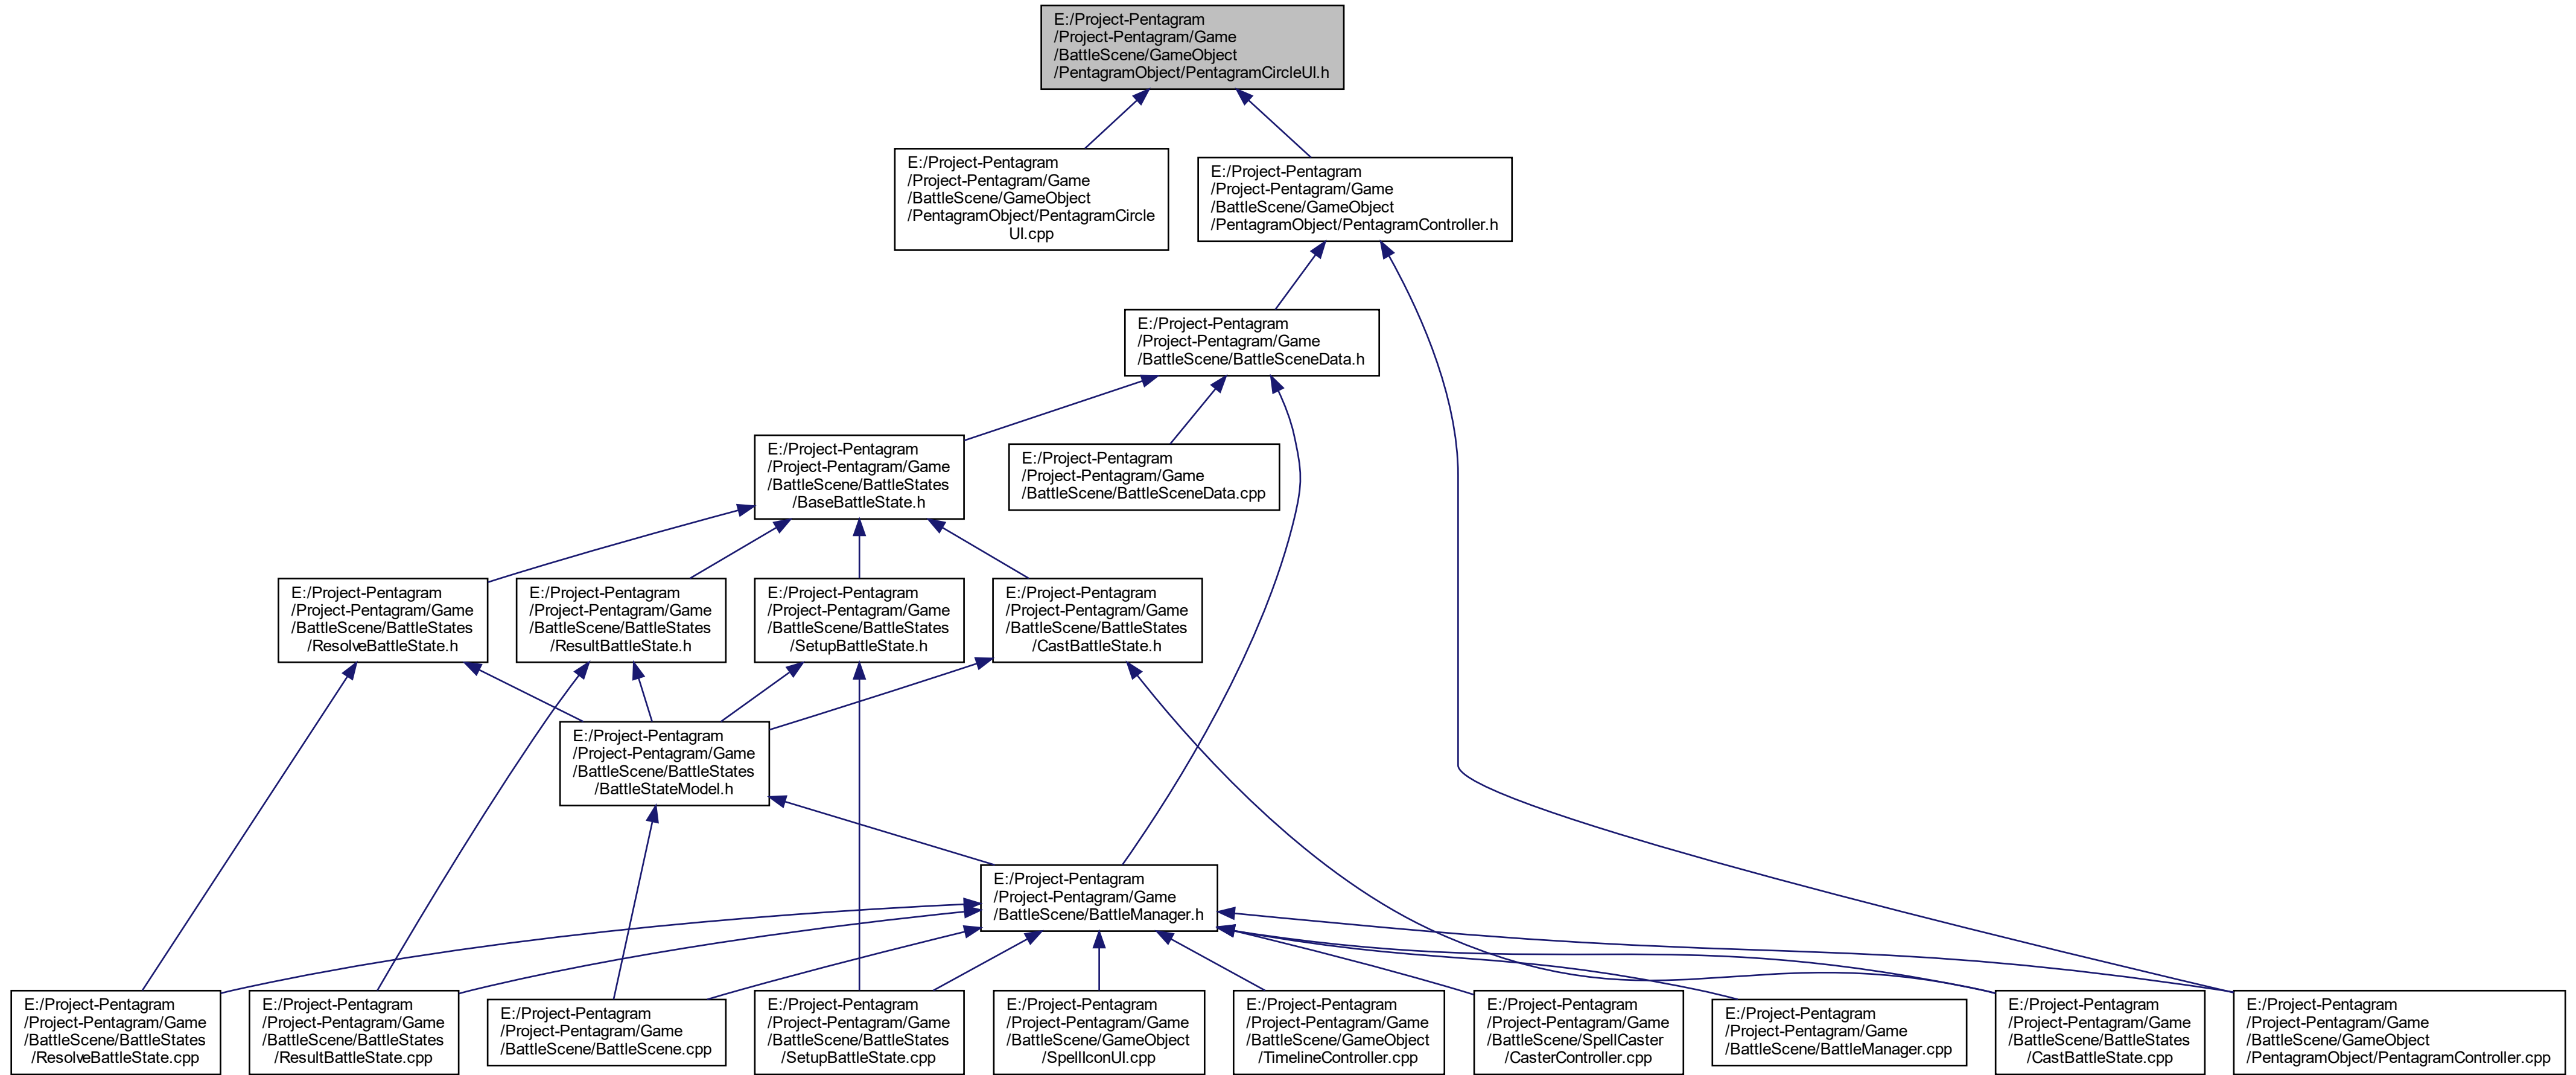 E:/Project-Pentagram
/Project-Pentagram/Game
/BattleScene/GameObject
/PentagramObject/PentagramCircleUI.h
E:/Project-Pentagram
/Project-Pentagram/Game
/BattleScene/GameObject
/PentagramObject/PentagramCircle
UI.cpp
E:/Project-Pentagram
/Project-Pentagram/Game
/BattleScene/GameObject
/PentagramObject/PentagramController.h
E:/Project-Pentagram
/Project-Pentagram/Game
/BattleScene/BattleSceneData.h
E:/Project-Pentagram
/Project-Pentagram/Game
/BattleScene/BattleStates
/BaseBattleState.h
E:/Project-Pentagram
/Project-Pentagram/Game
/BattleScene/BattleSceneData.cpp
E:/Project-Pentagram
/Project-Pentagram/Game
/BattleScene/BattleStates
/ResolveBattleState.h
E:/Project-Pentagram
/Project-Pentagram/Game
/BattleScene/BattleStates
/ResultBattleState.h
E:/Project-Pentagram
/Project-Pentagram/Game
/BattleScene/BattleStates
/SetupBattleState.h
E:/Project-Pentagram
/Project-Pentagram/Game
/BattleScene/BattleStates
/CastBattleState.h
E:/Project-Pentagram
/Project-Pentagram/Game
/BattleScene/BattleStates
/BattleStateModel.h
E:/Project-Pentagram
/Project-Pentagram/Game
/BattleScene/BattleManager.h
E:/Project-Pentagram
/Project-Pentagram/Game
/BattleScene/BattleStates
/ResolveBattleState.cpp
E:/Project-Pentagram
/Project-Pentagram/Game
/BattleScene/BattleStates
/ResultBattleState.cpp
E:/Project-Pentagram
/Project-Pentagram/Game
/BattleScene/BattleScene.cpp
E:/Project-Pentagram
/Project-Pentagram/Game
/BattleScene/BattleStates
/SetupBattleState.cpp
E:/Project-Pentagram
/Project-Pentagram/Game
/BattleScene/GameObject
/SpellIconUI.cpp
E:/Project-Pentagram
/Project-Pentagram/Game
/BattleScene/GameObject
/TimelineController.cpp
E:/Project-Pentagram
/Project-Pentagram/Game
/BattleScene/SpellCaster
/CasterController.cpp
E:/Project-Pentagram
/Project-Pentagram/Game
/BattleScene/BattleManager.cpp
E:/Project-Pentagram
/Project-Pentagram/Game
/BattleScene/BattleStates
/CastBattleState.cpp
E:/Project-Pentagram
/Project-Pentagram/Game
/BattleScene/GameObject
/PentagramObject/PentagramController.cpp